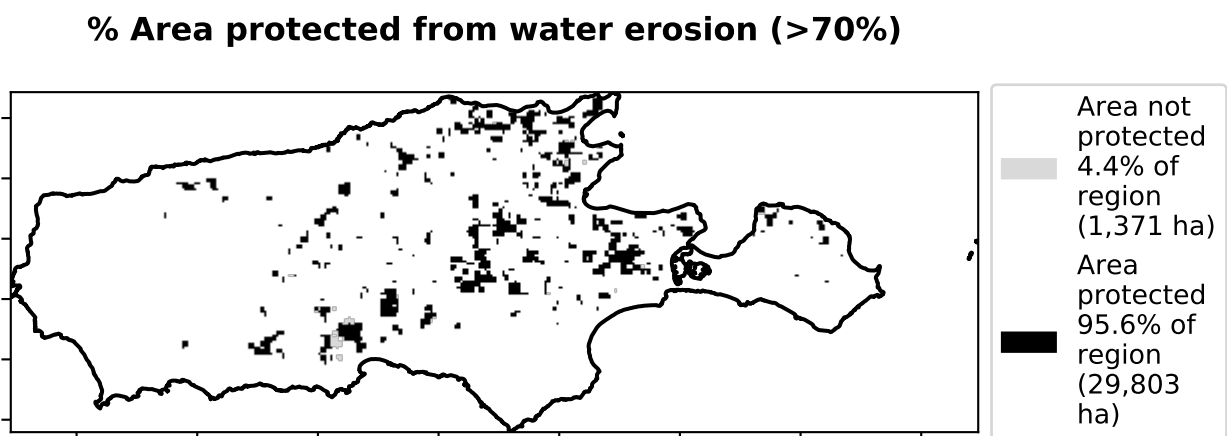 % Area protected from water erosion (>70%)
Area not
protected
4.4% of
region
(1,371 ha)
Area
protected
95.6% of
region
(29,803
ha)